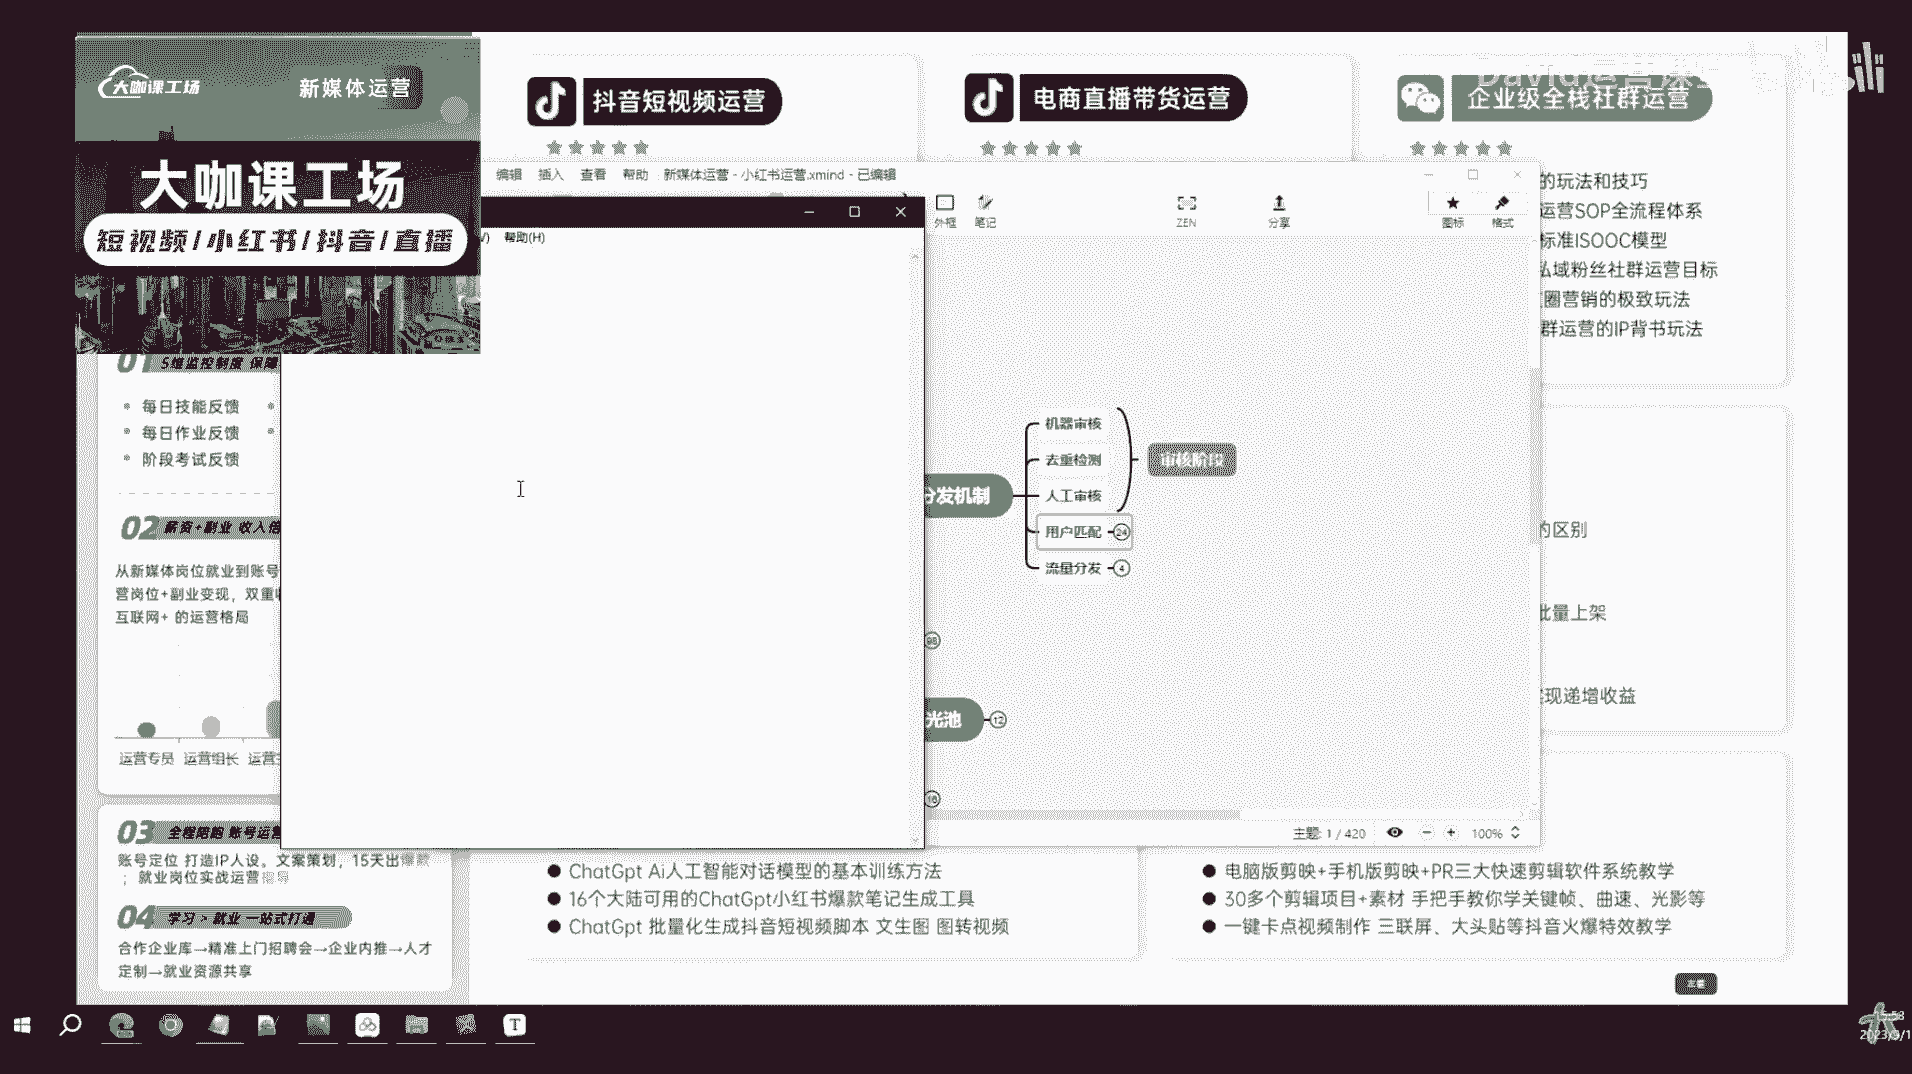 大咖课工场
新媒体运营
大咖课工场
短视频/小红书/抖音/直播
抖音短视频运营
电商直播带货运营
企业级全栈社群运营
编辑 插入 查看 帮助 新媒体运营 - 小红书运营.xmind - 已编辑
外框 笔记 ZEN 分享 图标 格式
帮助(H)
的玩法和技巧
运营SOP全流程体系
标准ISOOC模型
私域粉丝社群运营目标
圈营销的极致玩法
群运营的IP背书玩法
01 5维监控制度 保障
每日技能反馈
每日作业反馈
阶段考试反馈
02 薪资+副业 收入倍
从新媒体岗位就业到账号
营岗位+副业变现，双重
互联网+ 的运营格局
运营专员 运营组长 运营
机器审核
去重检测
人工审核
用户匹配 24
流量分发 4
审核阶段
分发机制
98
光池 12
16
的区别
批量上架
现递增收益
主题: 1 / 420 100%
03 全程陪跑 账号运营
账号定位 打造IP人设。文案策划，15天出爆款
；就业岗位实战运营指导
04 学习 > 就业 一站式打通
合作企业库→精准上门招聘会→企业内推→人才
定制→就业资源共享
ChatGpt Ai人工智能对话模型的基本训练方法
16个大陆可用的ChatGpt小红书爆款笔记生成工具
ChatGpt 批量化生成抖音短视频脚本 文生图 图转视频
电脑版剪映+手机版剪映+PR三大快速剪辑软件系统教学
30多个剪辑项目+素材 手把手教你学关键帧、曲速、光影等
一键卡点视频制作 三联屏、大头贴等抖音火爆特效教学